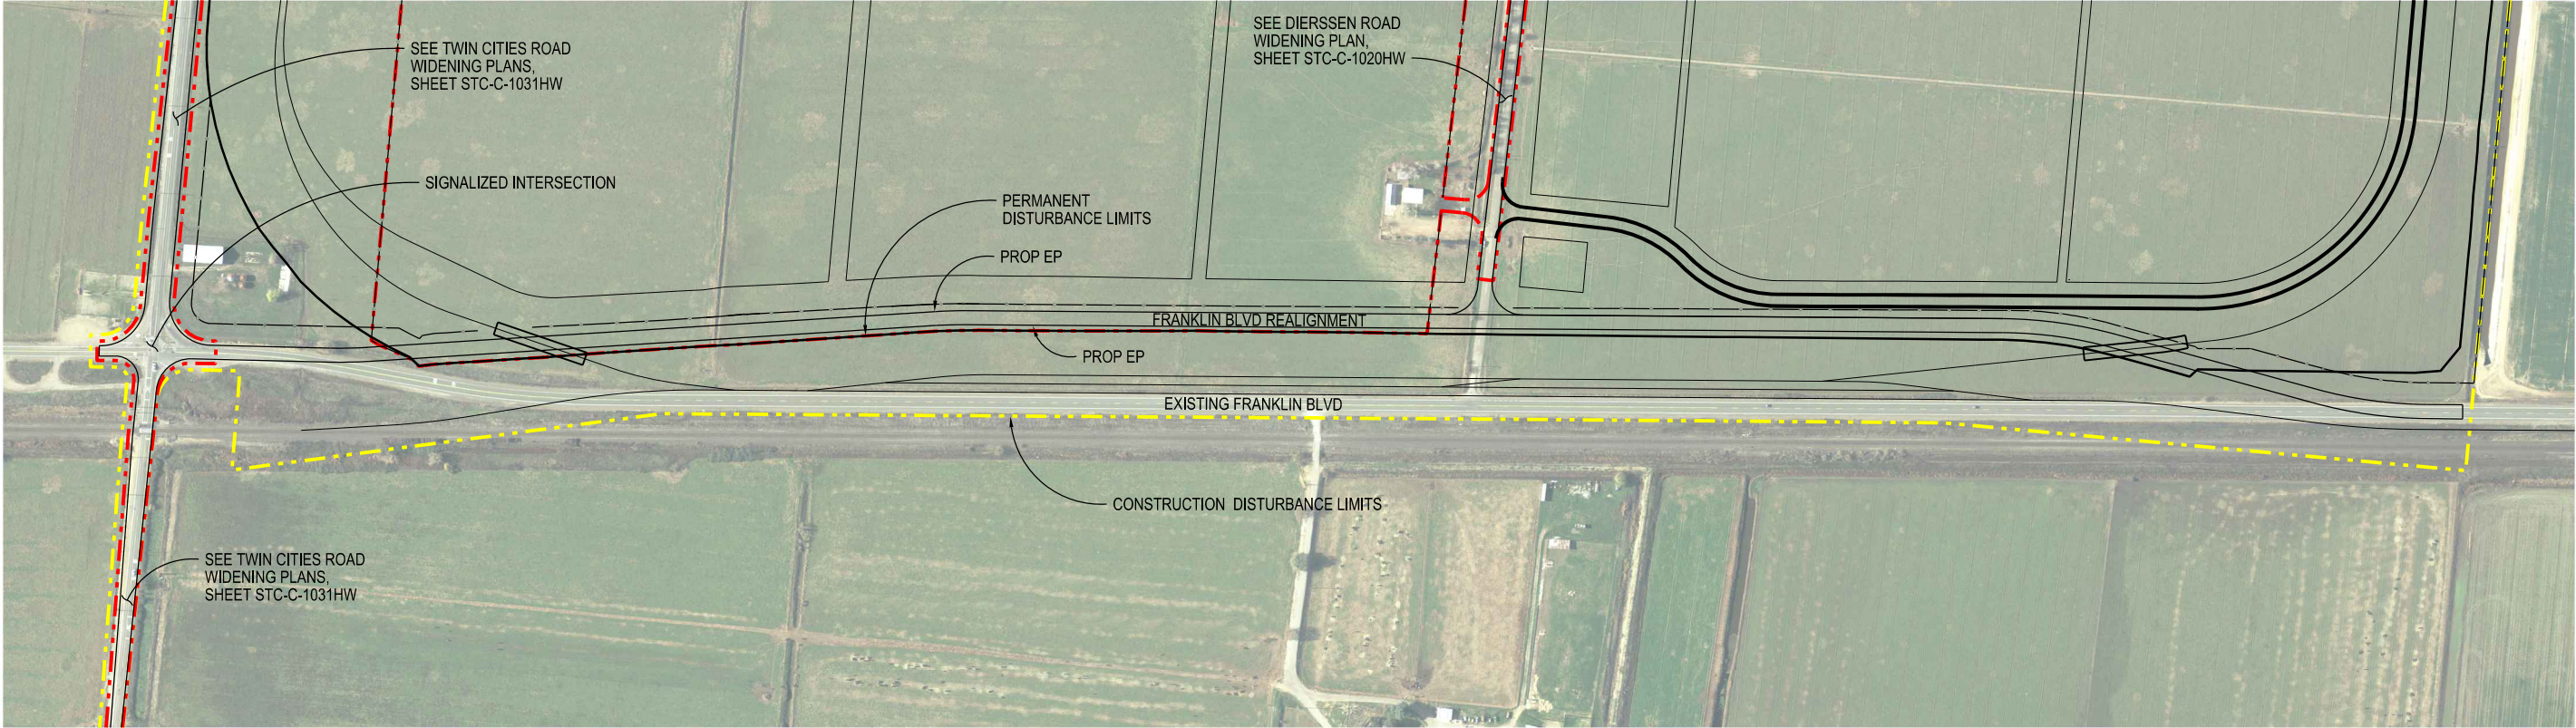 SEE TWIN CITIES ROAD
WIDENING PLANS,
SHEET STC-C-1031HW
SEE DIERSSEN ROAD
WIDENING PLAN,
SHEET STC-C-1020HW
SIGNALIZED INTERSECTION
PERMANENT
DISTURBANCE LIMITS
PROP EP
FRANKLIN BLVD REALIGNMENT
PROP EP
EXISTING FRANKLIN BLVD
CONSTRUCTION DISTURBANCE LIMITS
SEE TWIN CITIES ROAD
WIDENING PLANS,
SHEET STC-C-1031HW